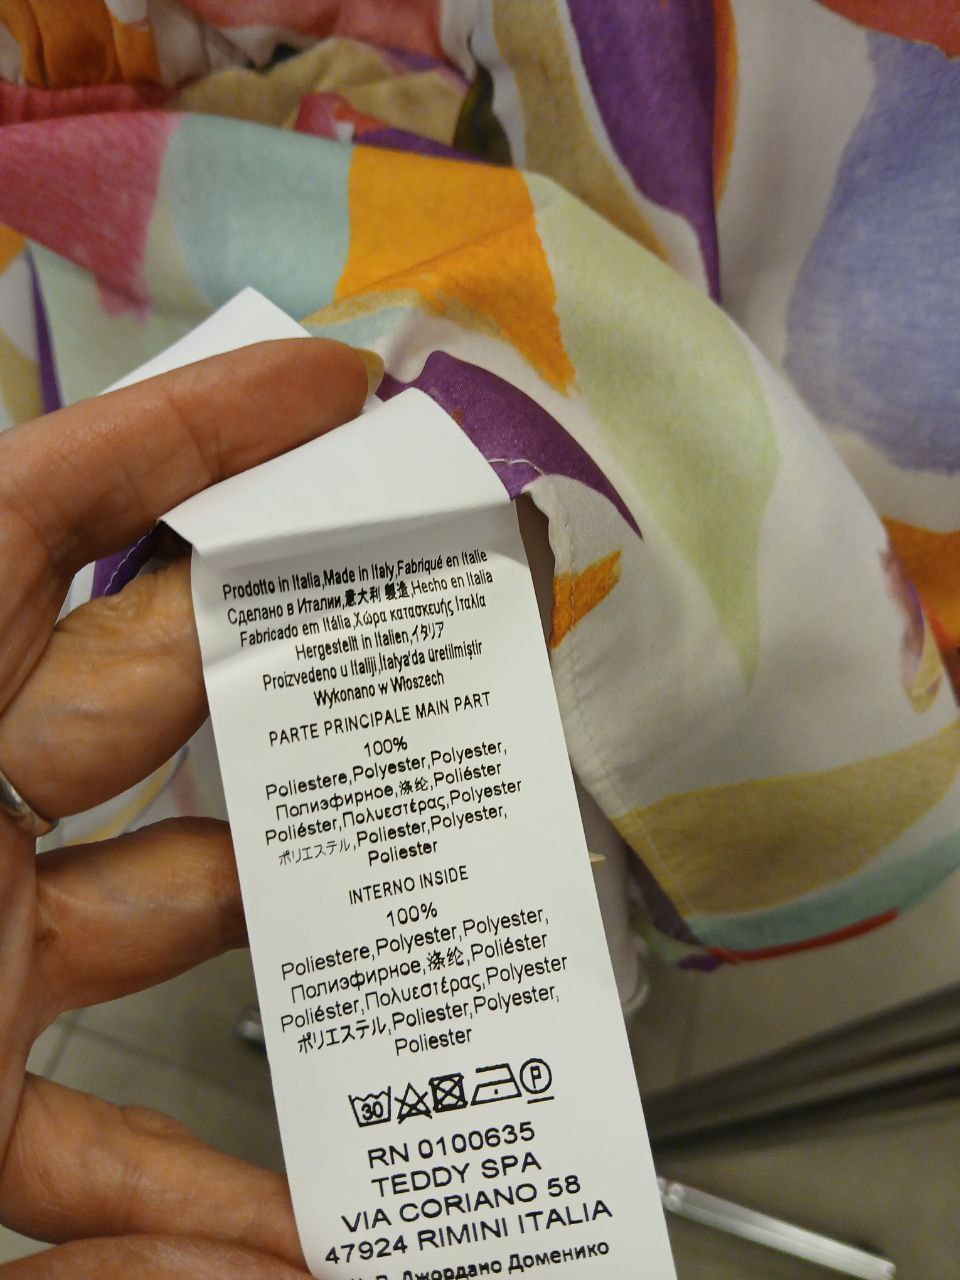 Prodotto in Italia,Made in Italy,Fabriqué en Italie
Сделано в Италии,意大利 製造,Hecho en Italia
Fabricado em Itália,Χώρα κατασκευής Ιταλία
Hergestellt in Italien,イタリア
Proizvedeno u Italiji,Italya'da üretilmiştir
Wykonano w Włoszech
PARTE PRINCIPALE MAIN PART
100%
Poliestere,Polyester,Polyester,
Полиэфирное,涤纶,Poliéster
Poliéster,Πολυεστέρας,Polyester
ポリエステル,Poliester,Polyester,
Poliester
INTERNO INSIDE
100%
Poliestere,Polyester,Polyester,
Полиэфирное,涤纶,Poliéster
Poliéster,Πολυεστέρας,Polyester
ポリエステル,Poliester,Polyester,
Poliester
30 P
RN 0100635
TEDDY SPA
VIA CORIANO 58
47924 RIMINI ITALIA
Джордано Доменико